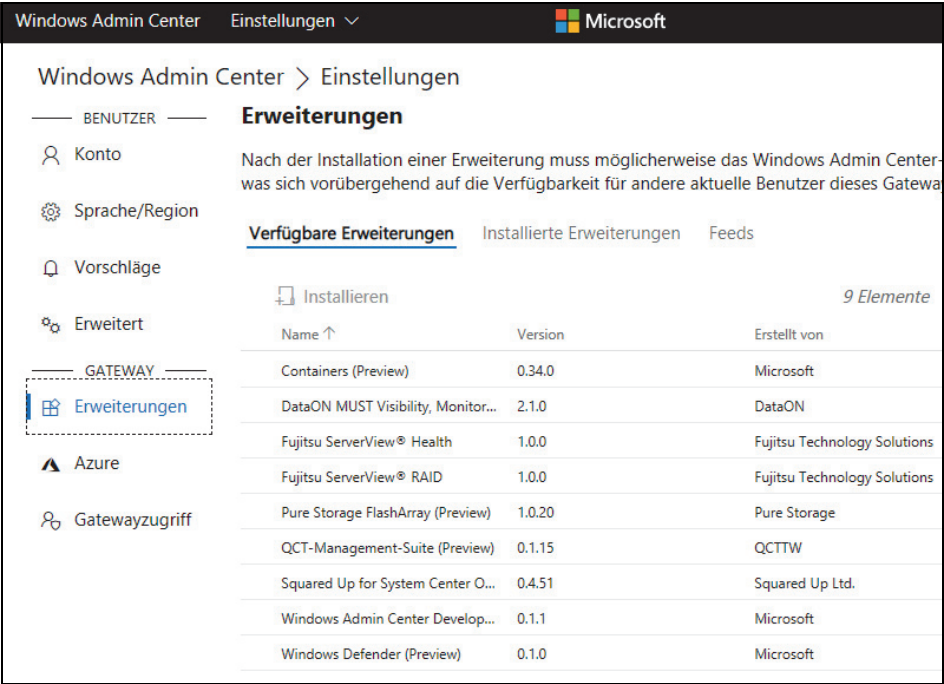 Windows Admin Center Einstellungen Microsoft
Windows Admin Center > Einstellungen
BENUTZER
Konto
Sprache/Region
Vorschläge
Erweitert
GATEWAY
Erweiterungen
Azure
Gatewayzugriff
Erweiterungen
Nach der Installation einer Erweiterung muss möglicherweise das Windows Admin Center-
was sich vorübergehend auf die Verfügbarkeit für andere aktuelle Benutzer dieses
Verfügbare Erweiterungen Installierte Erweiterungen Feeds
Installieren 9 Elemente
Name ↑ Version Erstellt von
Containers (Preview) 0.34.0 Microsoft
DataON MUST Visibility, Monitor... 2.1.0 DataON
Fujitsu ServerView® Health 1.0.0 Fujitsu Technology Solutions
Fujitsu ServerView® RAID 1.0.0 Fujitsu Technology Solutions
Pure Storage FlashArray (Preview) 1.0.20 Pure Storage
QCT-Management-Suite (Preview) 0.1.15 QCTTW
Squared Up for System Center O... 0.4.51 Squared Up Ltd.
Windows Admin Center Develop... 0.1.1 Microsoft
Windows Defender (Preview) 0.1.0 Microsoft